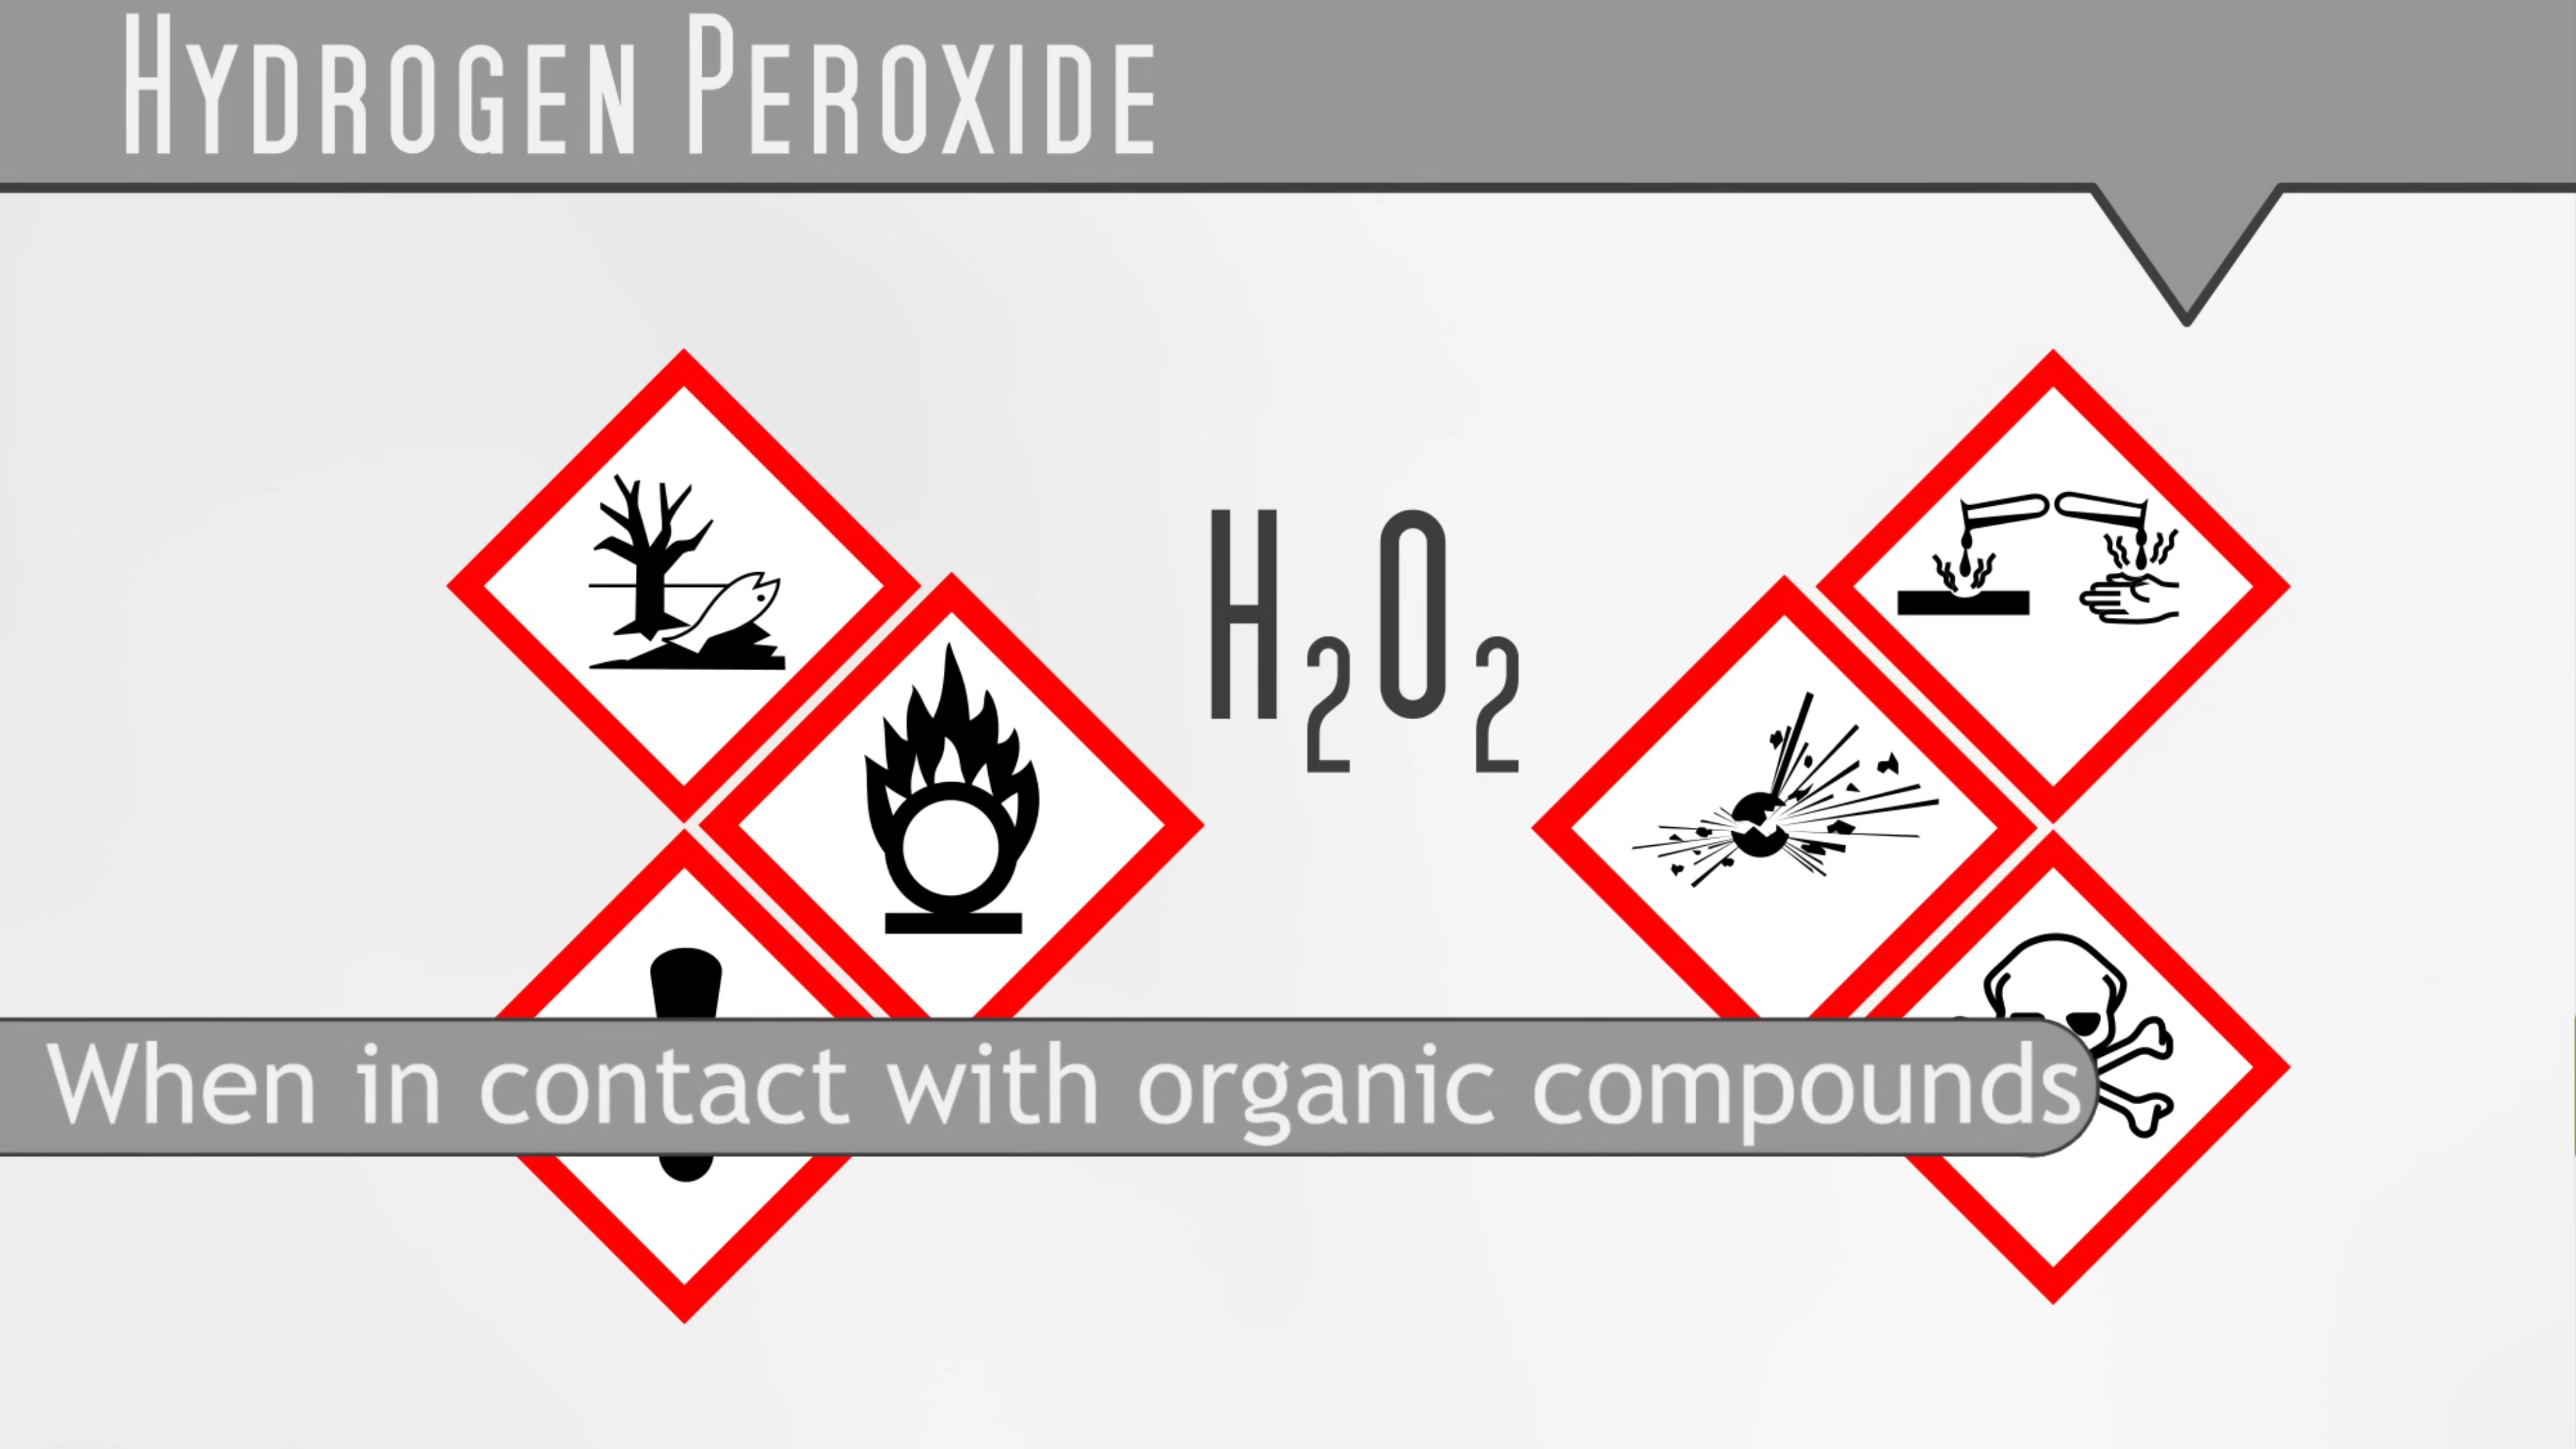 Hydrogen Peroxide
H₂O₂
When in contact with organic compounds